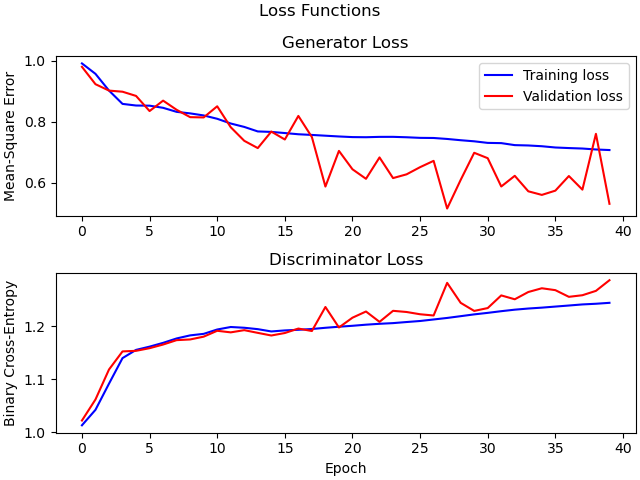 Loss Functions
Generator Loss
Mean-Square Error
1.0
0.8
0.6
Training loss
Validation loss
0 5 10 15 20 25 30 35 40
Discriminator Loss
Binary Cross-Entropy
1.2
1.1
1.0
0 5 10 15 20 25 30 35 40
Epoch